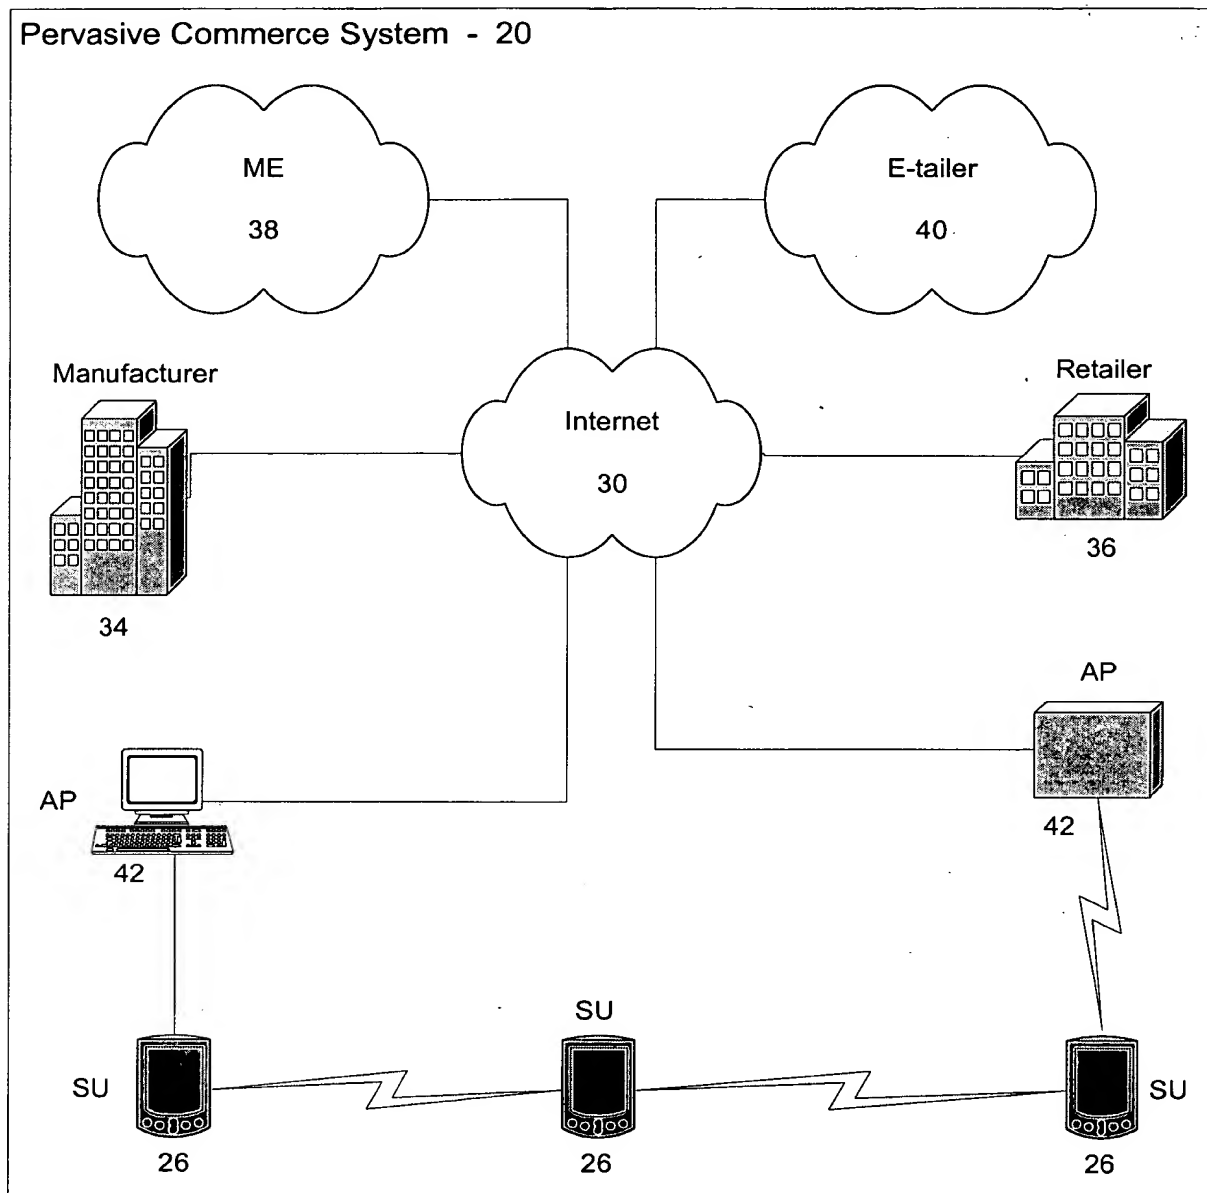 Pervasive Commerce System - 20
ME
38
E-tailer
40
Manufacturer
34
Internet
30
Retailer
36
AP
42
AP
42
SU
26
SU
26
SU
26